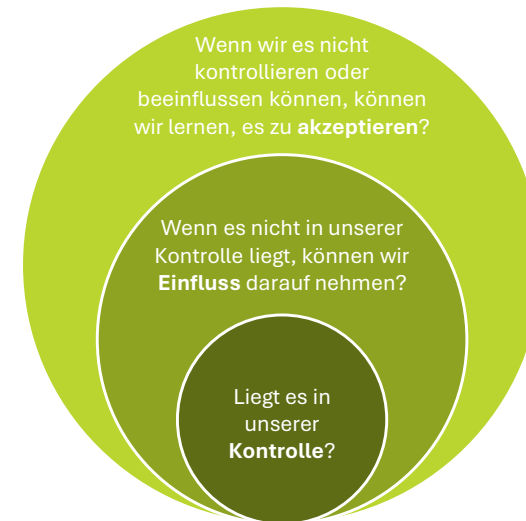 Wenn wir es nicht
kontrollieren oder
beeinflussen können, können
wir lernen, es zu akzeptieren?
Wenn es nicht in unserer
Kontrolle liegt, können wir
Einfluss darauf nehmen?
Liegt es in
unserer
Kontrolle?